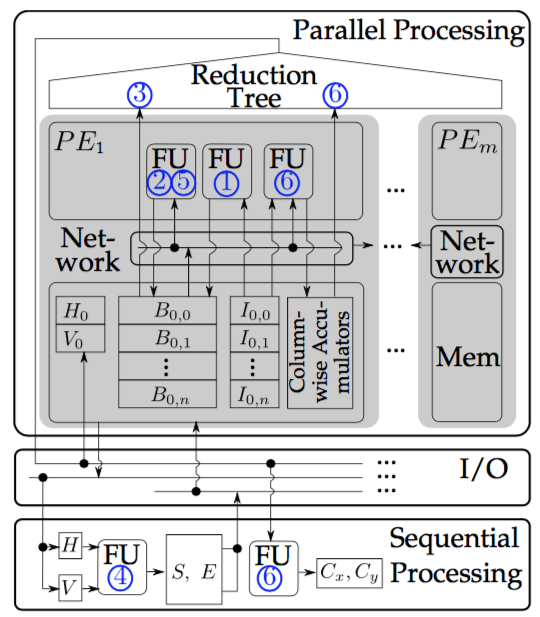 Parallel Processing
Reduction
Tree
③ ⑥
PE₁ FU FU FU PEₘ
② ⑤ ① ⑥ ...
Net-
work ... Net-
work
H₀ B₀,₀ I₀,₀ Column-
wise Accu-
mulators
V₀ B₀,₁ I₀,₁ ... Mem
⋮ ⋮
B₀,ₙ I₀,ₙ
... I/O
...
...
Sequential
Processing
H FU S, E FU
V ④ ⑥ Cₓ, Cᵧ